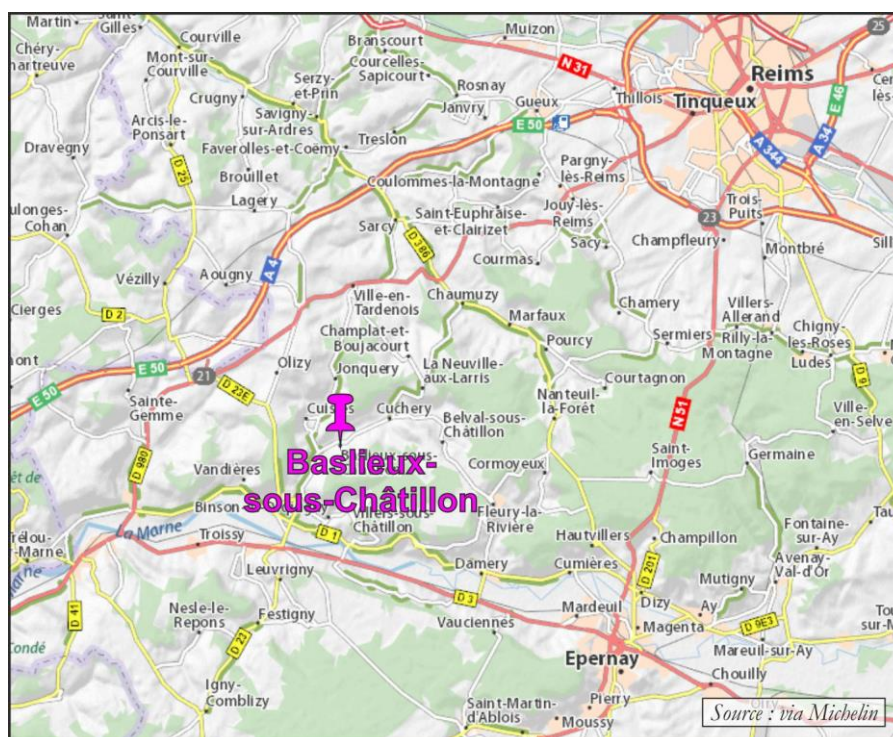 Martin
Saint-
Gilles
Courville
Muizon
25
Branscourt
Chéry-
Mont-sur-
Courville
Courcelles-
Sapicourt
N 31
Reims
Serzy-
et-Prin
Rosnay
Thillois
Tinqueux
E 46
Crugny
Janvry
Gueux
Arcis-le-
Ponsart
Savigny-
sur-Ardres
E 50
A 34
Treslon
A 344
Dravegny
Faverolles-et-Coëmy
Pargny-
lès-Reims
D 25
Brouillet
Coulommes-la-Montagne
Lagery
Jouy-lès-
Reims
Trois-
Puits
Cohan
Saint-Euphraise-
et-Clairizet
23
Sarcy
Sacy
Champfleury
Montbré
D 386
Courmas
A 4
Vézilly
Aougny
Ville-en-
Tardenois
Chaumuzy
Chamery
Villers-
Allerand
Cierges
D 2
Marfaux
Champlat-et-
Boujacourt
Sermiers
Rilly-la-
Montagne
Chigny-
les-Roses
Pourcy
Ludes
E 50
Olizy
La Neuville-
aux-Larris
Jonquery
Courtagnon
D 9
21
D 23E
E 50
Sainte-
Gemme
Nanteuil-
la-Forêt
N 51
Cuchery
Belval-sous-
Châtillon
Ville-
en-Selve
Baslieux-
sous-Châtillon
Saint-
Imoges
Germaine
D 980
Vandières
Cormoyeux
Binson
Châtillon
Fleury-la-
Rivière
Fontaine-
sur-Ay
La Marne
D 1
Hautvillers
Champillon
Troissy
Avenay-
Val-d'Or
Damery
Cumières
D 201
Leuvrigny
Mutigny
D 3
Dizy
Ay
D 41
Nesle-le-
Repons
Festigny
Mardeuil
Magenta
D 9E3
Vauciennes
Mareuil-sur-Ay
Condé
D 23
Epernay
Chouilly
Igny-
Comblizy
Pierry
Saint-Martin-
d'Ablois
Moussy
Source : via Michelin